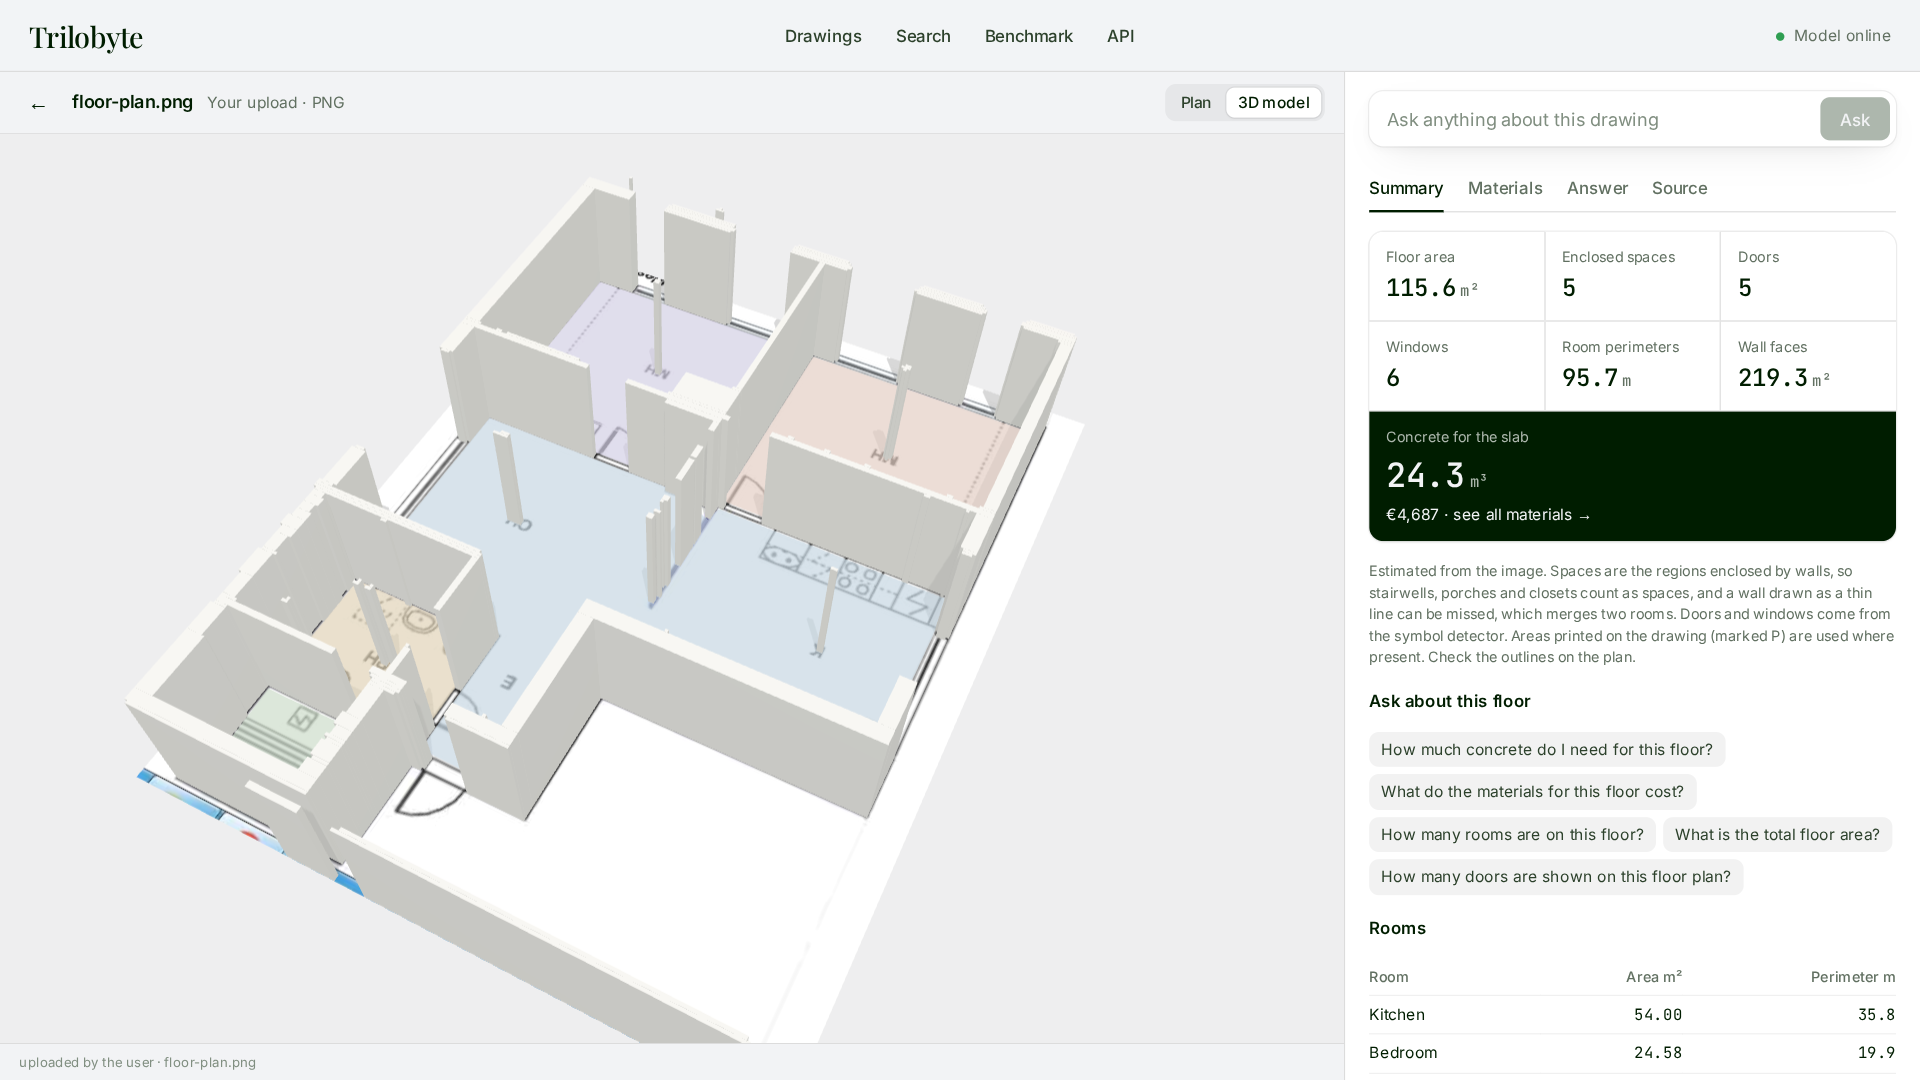 Trilobyte
Drawings Search Benchmark API
Model online
← floor-plan.png Your upload · PNG
Plan 3D model
Ask anything about this drawing
Ask
Summary Materials Answer Source
Floor area Enclosed spaces Doors
115.6 m² 5 5
Windows Room perimeters Wall faces
6 95.7 m 219.3 m²
Concrete for the slab
24.3 m³
€4,687 · see all materials →
Estimated from the image. Spaces are the regions enclosed by walls, so
stairwells, porches and closets count as spaces, and a wall drawn as a thin
line can be missed, which merges two rooms. Doors and windows come from
the symbol detector. Areas printed on the drawing (marked P) are used where
present. Check the outlines on the plan.
Ask about this floor
How much concrete do I need for this floor?
What do the materials for this floor cost?
How many rooms are on this floor? What is the total floor area?
How many doors are shown on this floor plan?
Rooms
Room Area m² Perimeter m
Kitchen 54.00 35.8
Bedroom 24.58 19.9
MH
MH
OH
K
E
PH
uploaded by the user · floor-plan.png